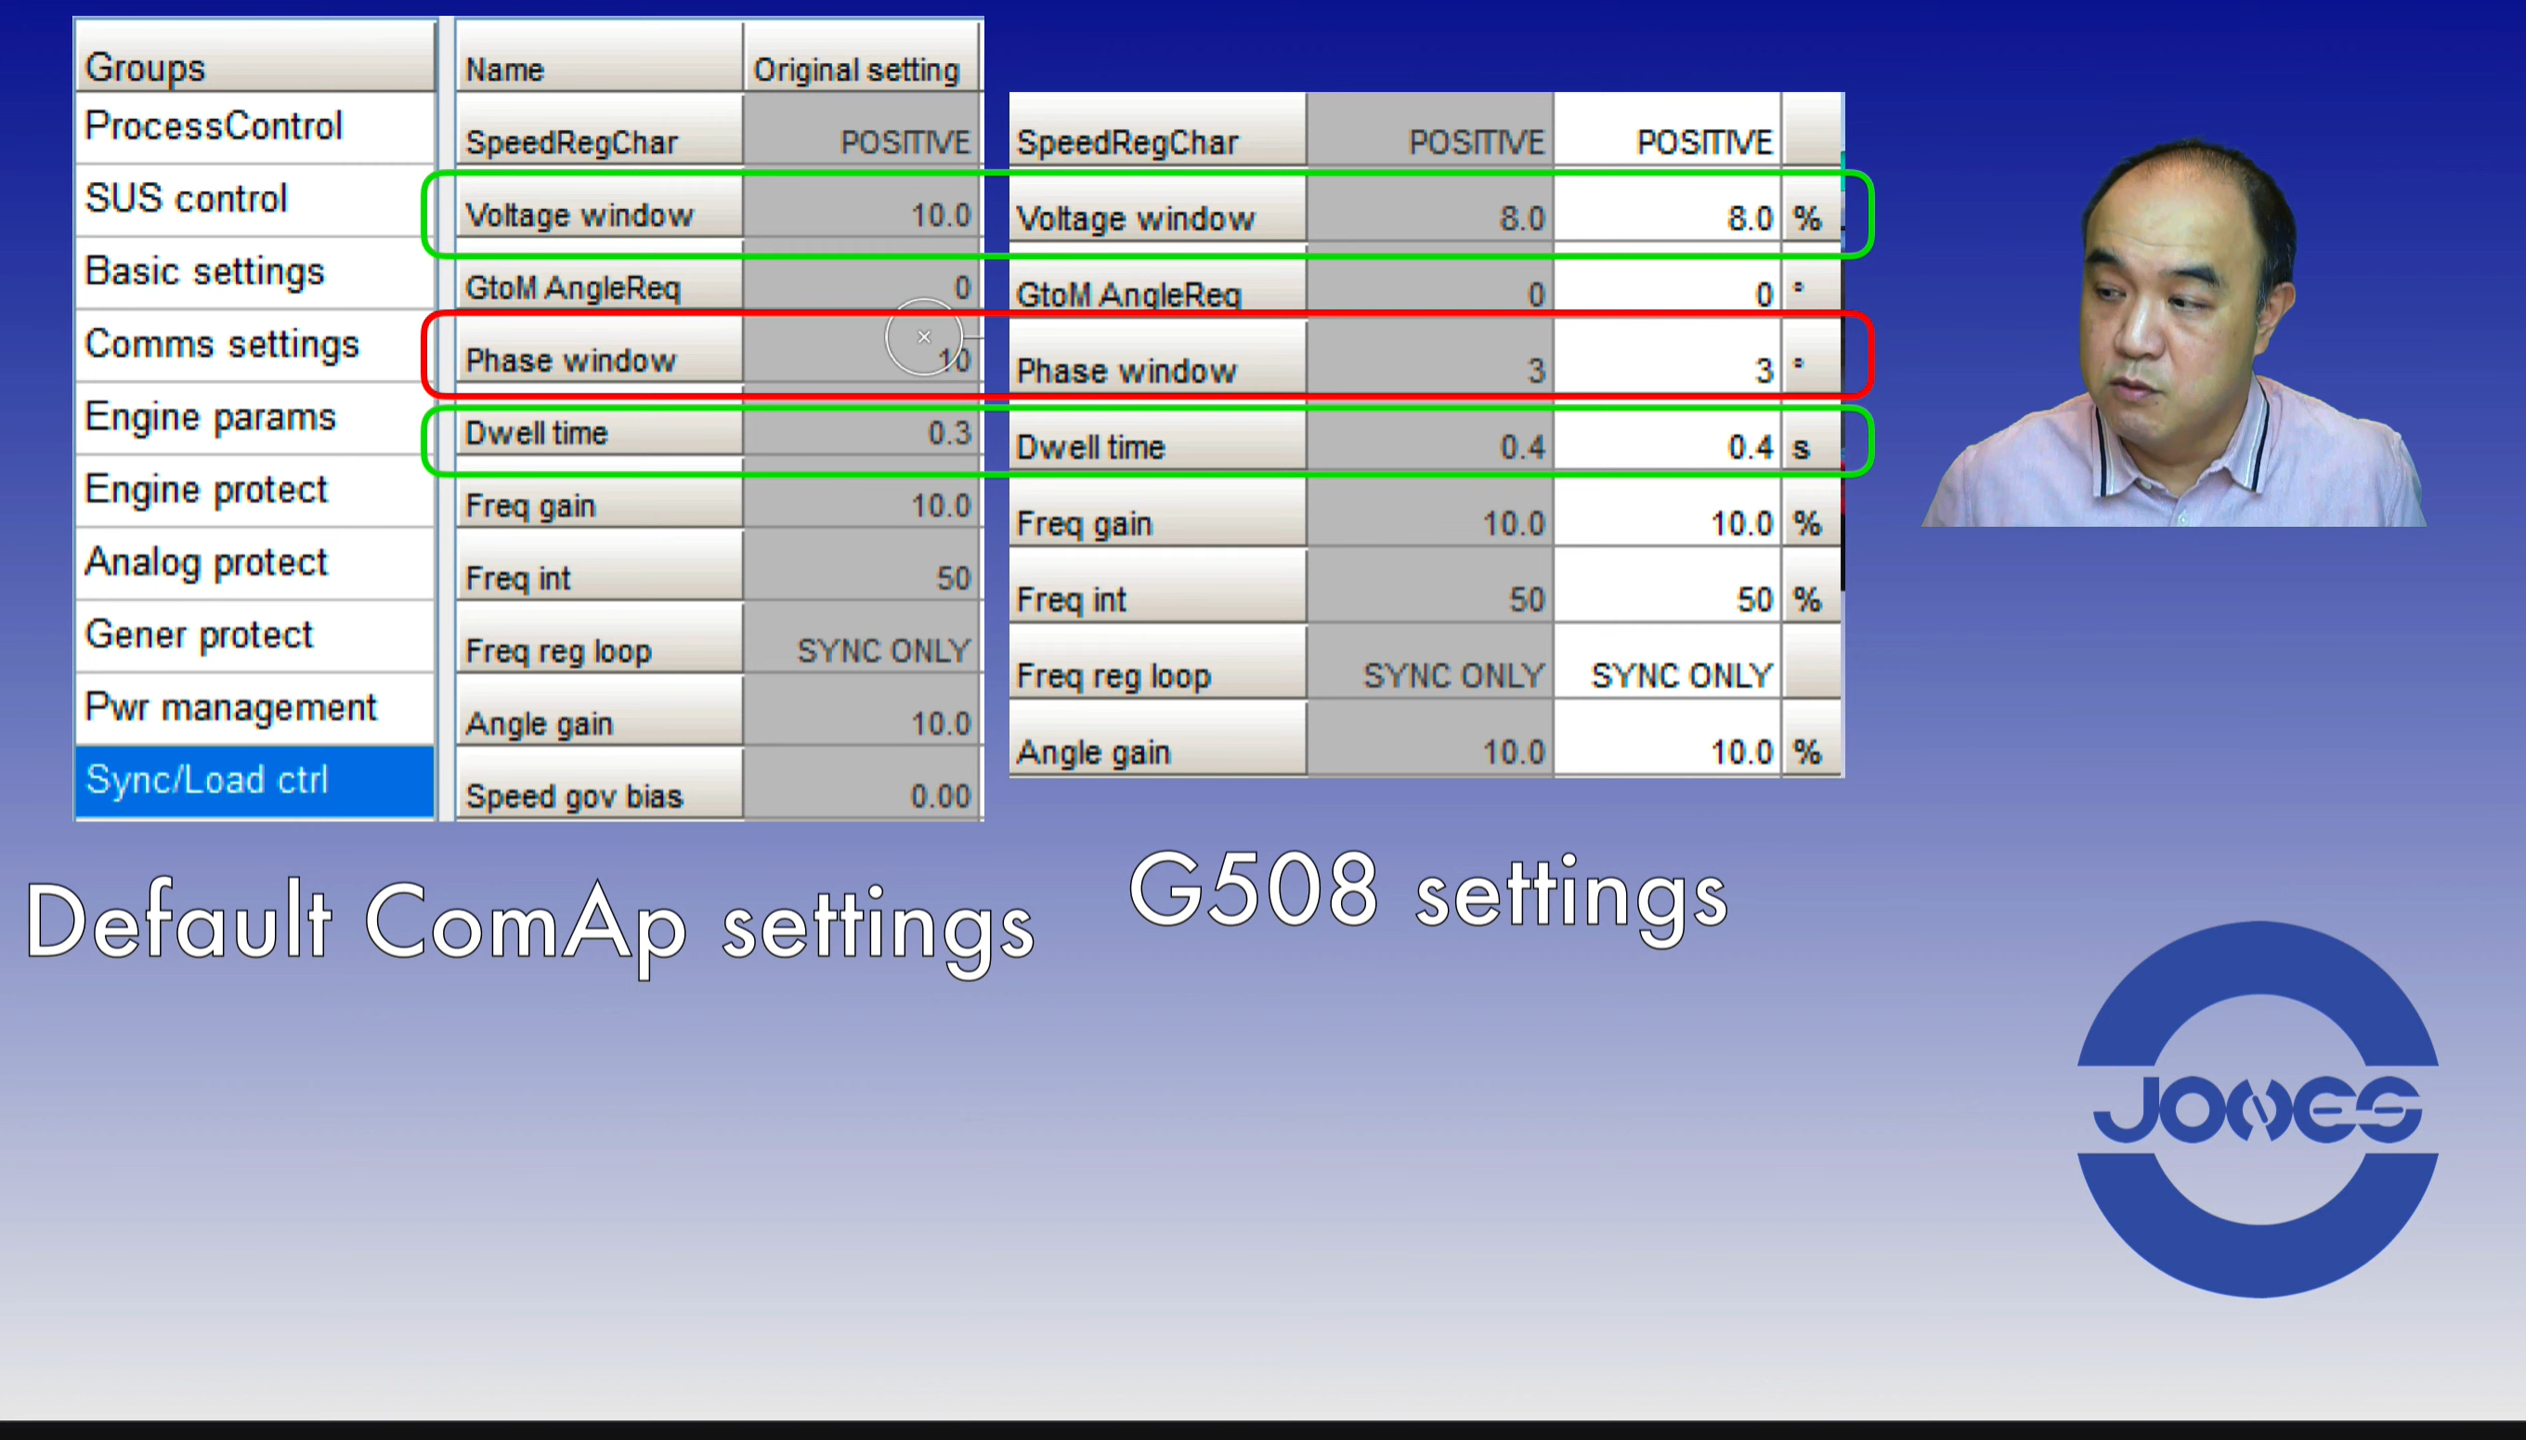 Groups
ProcessControl
SUS control
Basic settings
Comms settings
Engine params
Engine protect
Analog protect
Gener protect
Pwr management
Sync/Load ctrl
Name Original setting
SpeedRegChar POSITIVE
Voltage window 10.0
GtoM AngleReq 0
Phase window 10
Dwell time 0.3
Freq gain 10.0
Freq int 50
Freq reg loop SYNC ONLY
Angle gain 10.0
Speed gov bias 0.00
SpeedRegChar POSITIVE POSITIVE
Voltage window 8.0 8.0 %
GtoM AngleReq 0 0 °
Phase window 3 3 °
Dwell time 0.4 0.4 s
Freq gain 10.0 10.0 %
Freq int 50 50 %
Freq reg loop SYNC ONLY SYNC ONLY
Angle gain 10.0 10.0 %
Default ComAp settings
G508 settings
JONES